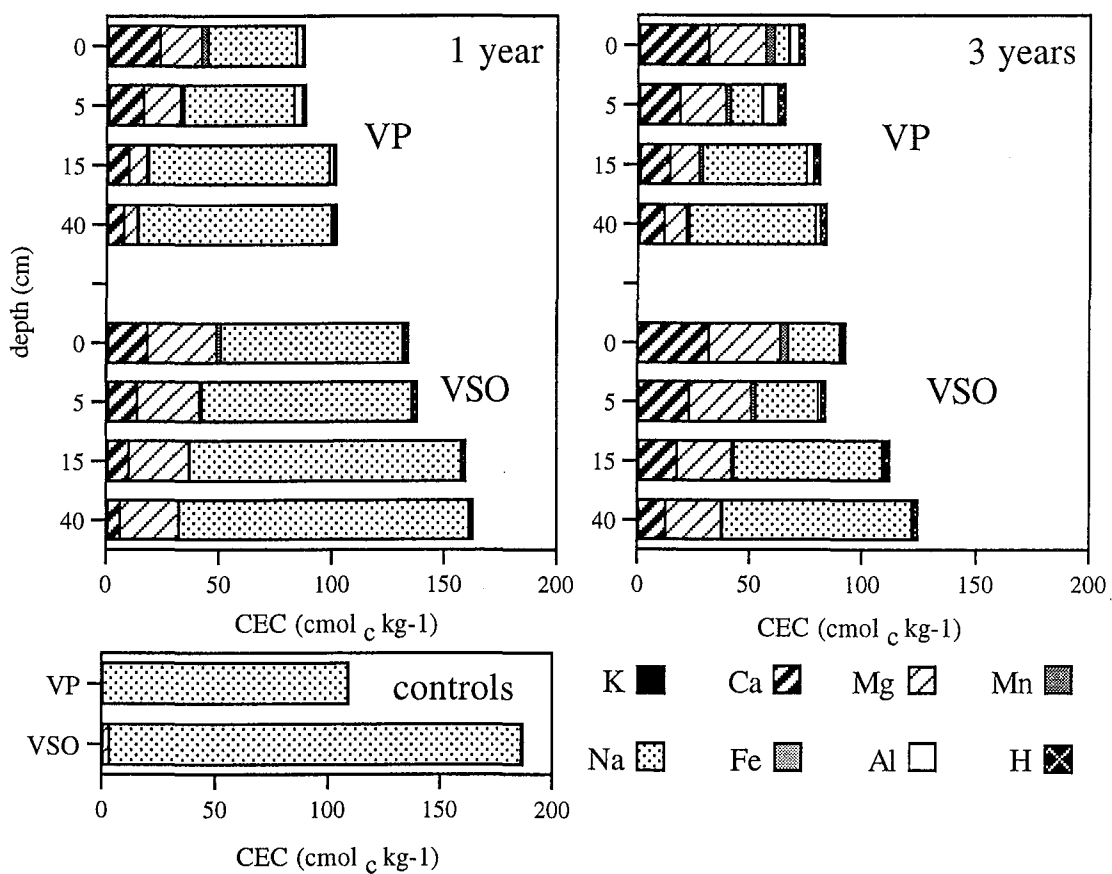 1 year
VP
VSO
0
5
15
40
0
5
15
40
depth (cm)
0 50 100 150 200
CEC (cmol c kg-1)
3 years
VP
VSO
0
5
15
40
0
5
15
40
0 50 100 150 200
CEC (cmol c kg-1)
controls
VP
VSO
0 50 100 150 200
CEC (cmol c kg-1)
K Ca Mg Mn
Na Fe Al H